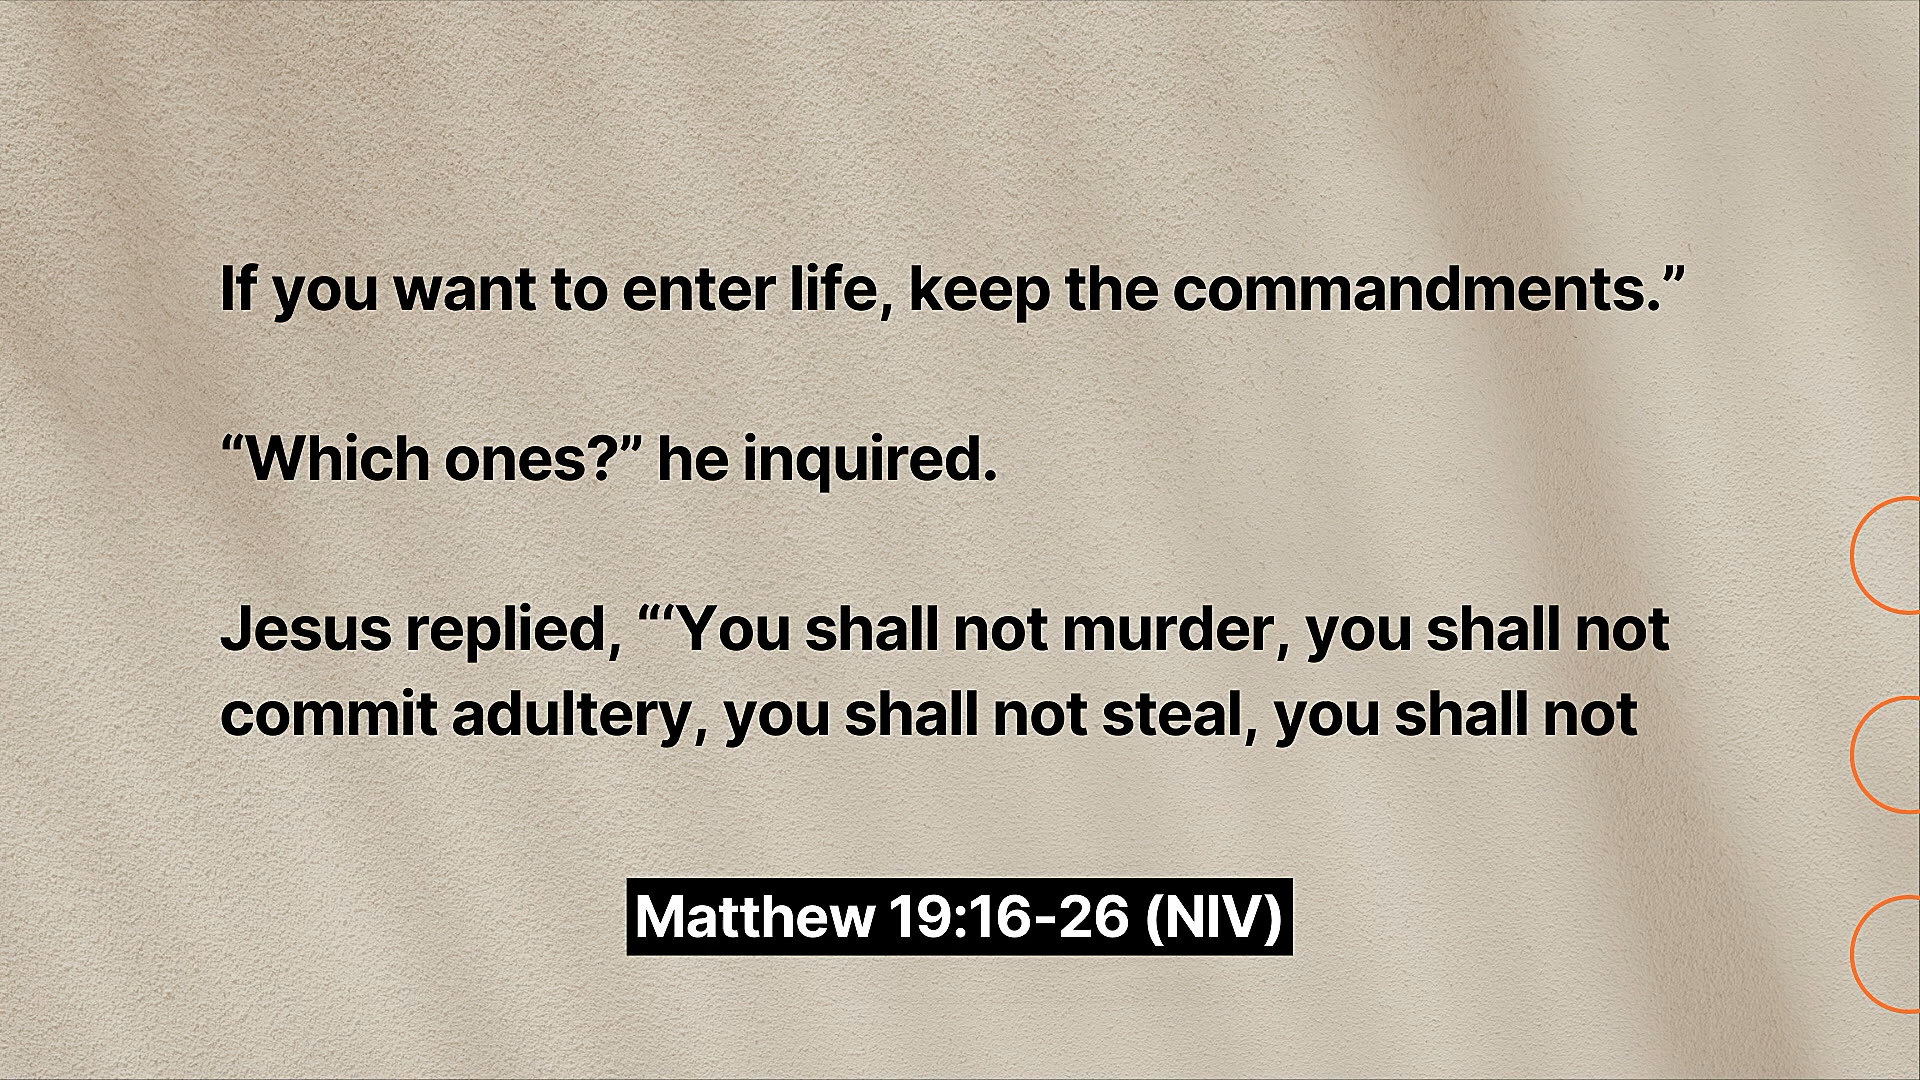 If you want to enter life, keep the commandments.”
“Which ones?” he inquired.
Jesus replied, “‘You shall not murder, you shall not
commit adultery, you shall not steal, you shall not
Matthew 19:16-26 (NIV)